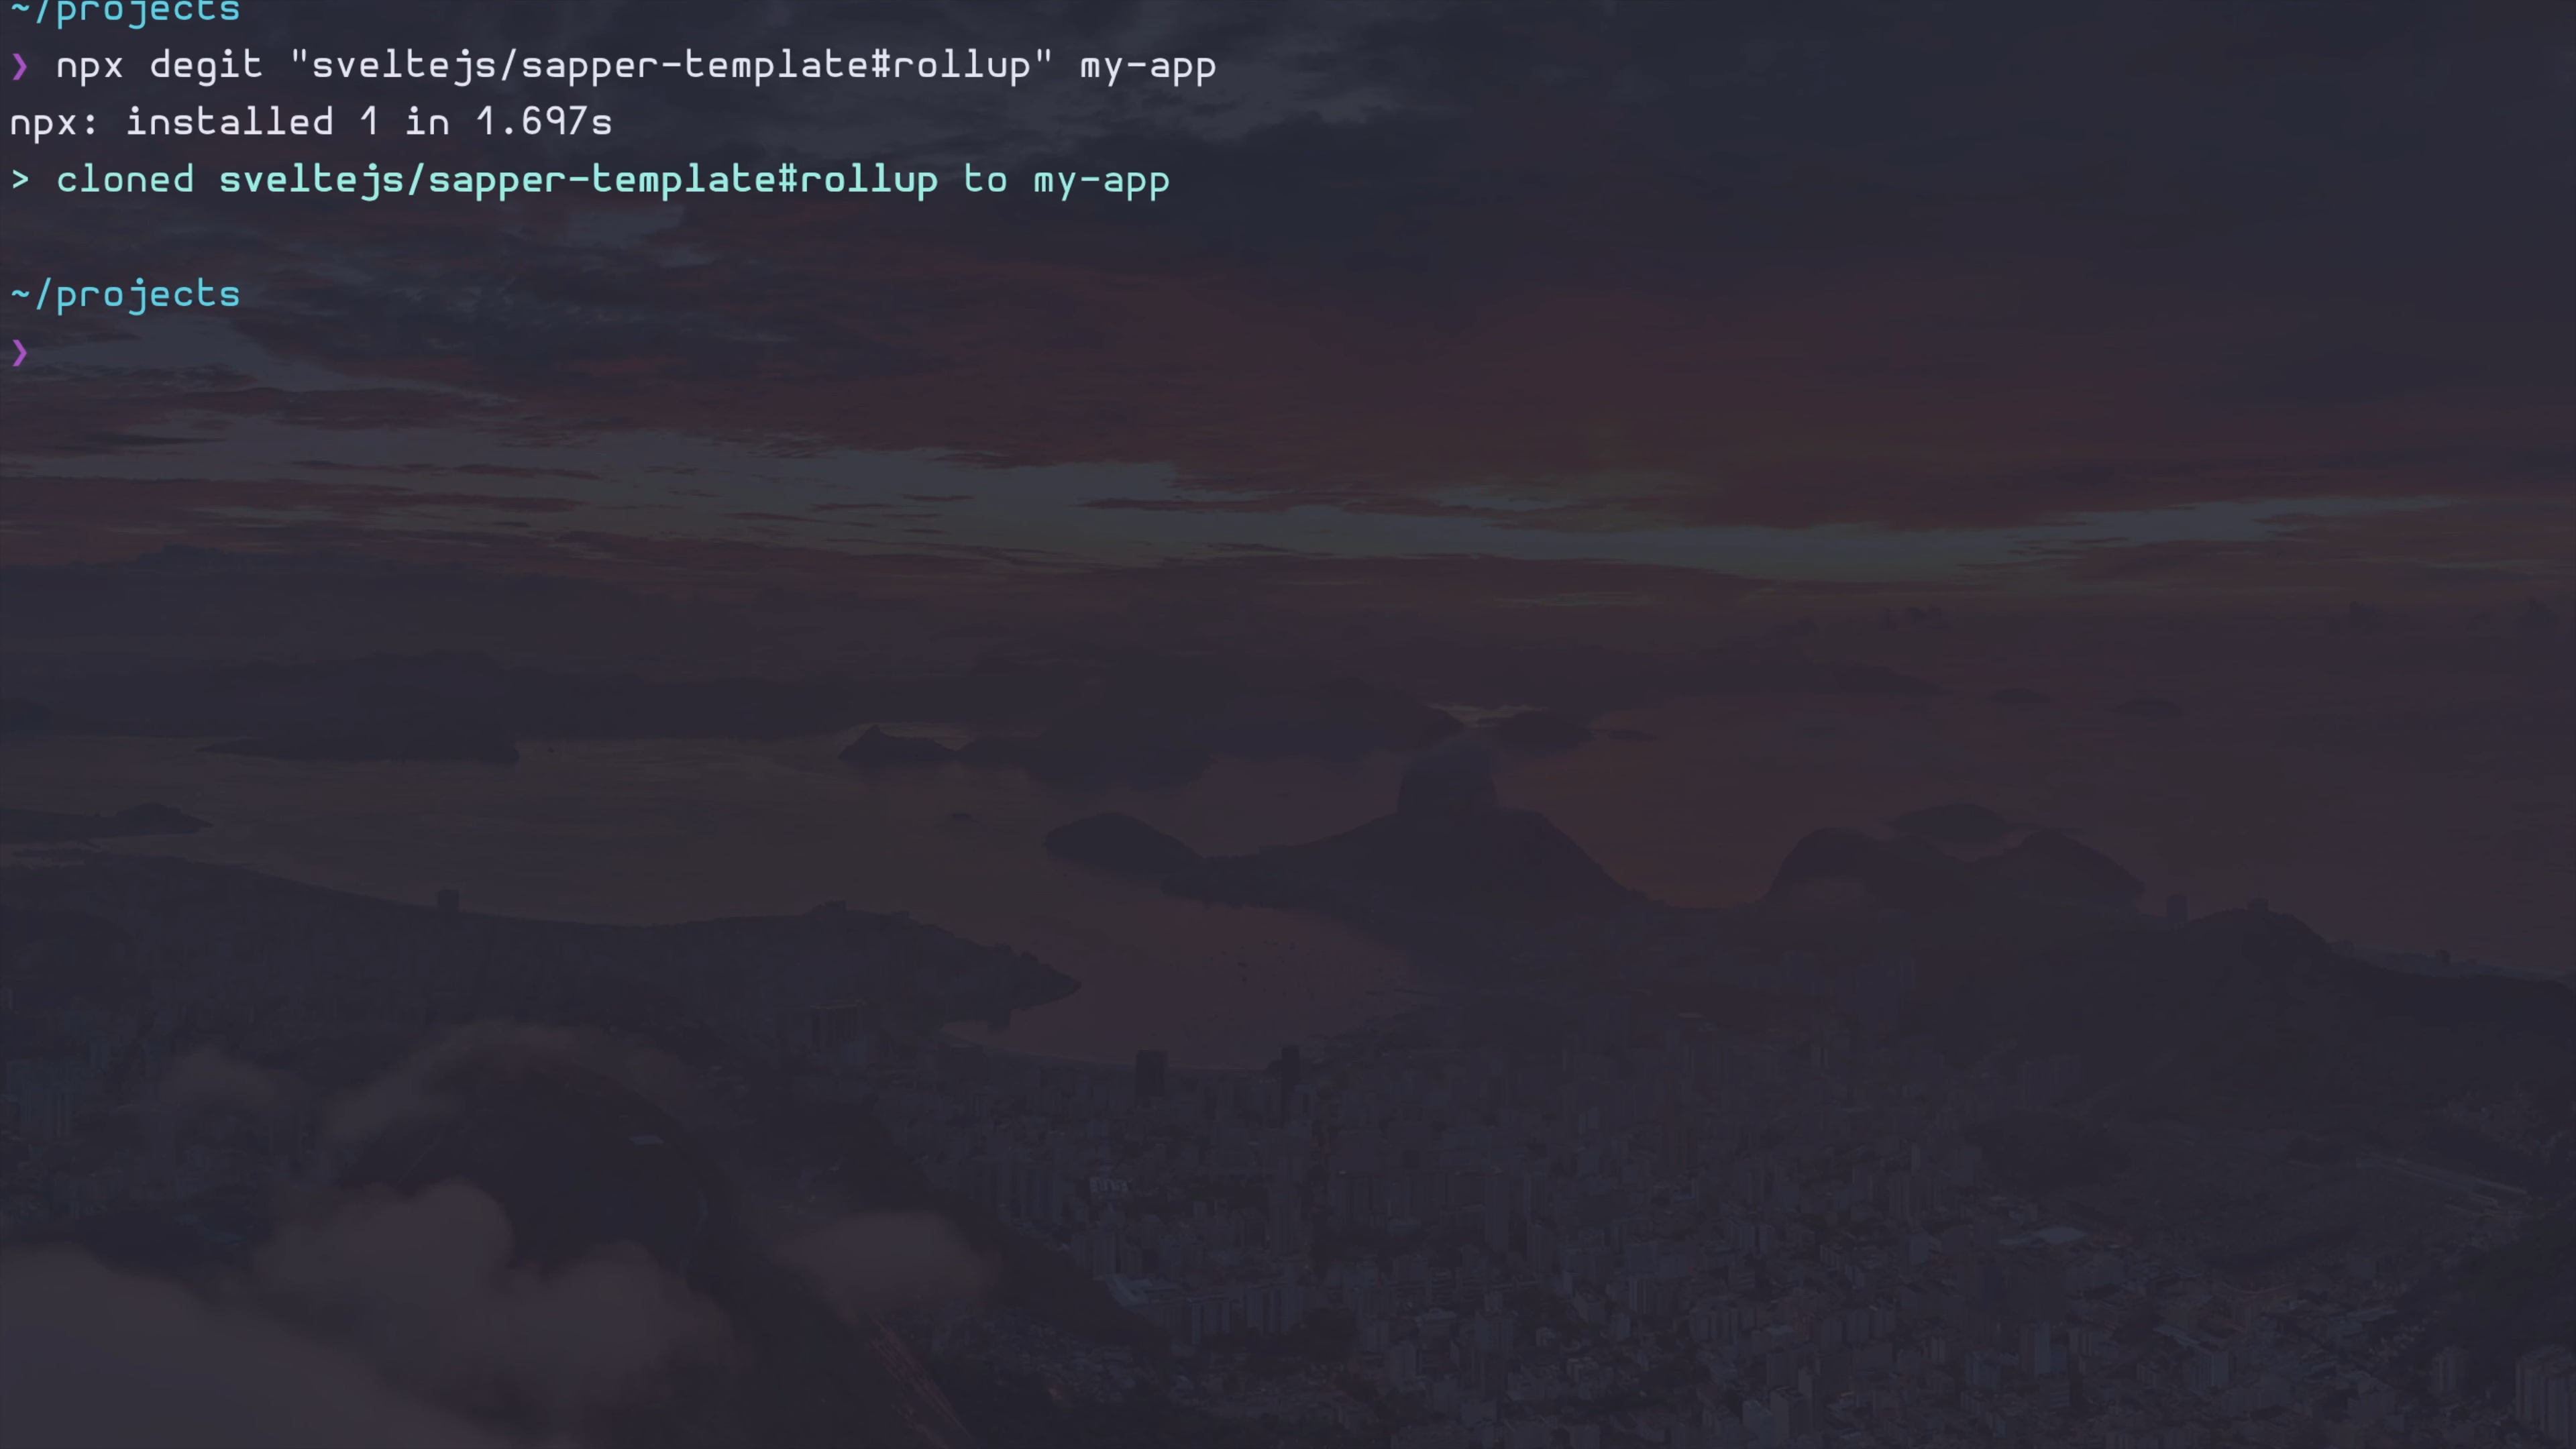 ~/projects
❯ npx degit "sveltejs/sapper-template#rollup" my-app
npx: installed 1 in 1.697s
> cloned sveltejs/sapper-template#rollup to my-app
~/projects
❯